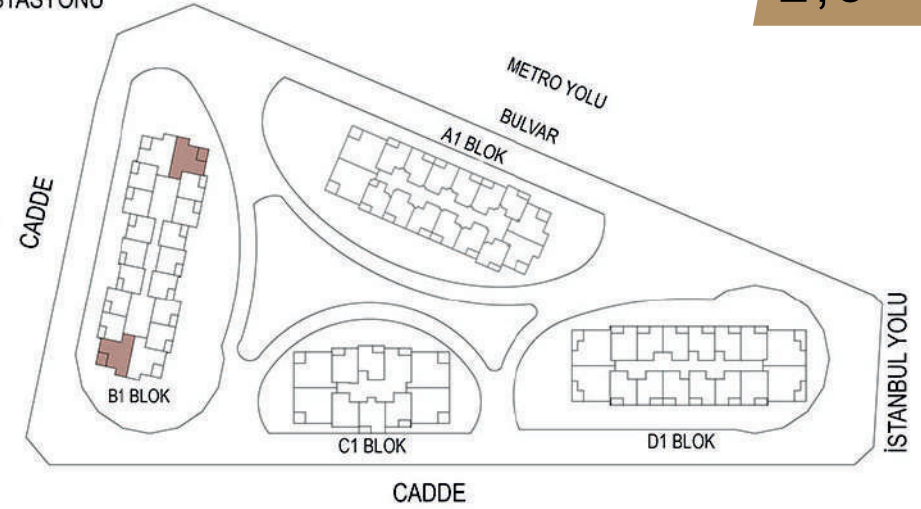 METRO YOLU
BULVAR
A1 BLOK
CADDE
B1 BLOK
C1 BLOK
D1 BLOK
İSTANBUL YOLU
CADDE